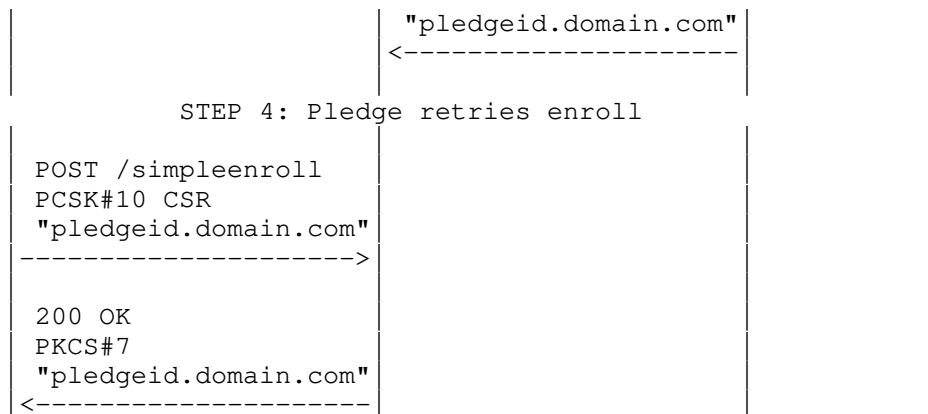 "pledgeid.domain.com"
STEP 4: Pledge retries enroll
POST /simpleenroll
PCSK#10 CSR
"pledgeid.domain.com"
200 OK
PKCS#7
"pledgeid.domain.com"